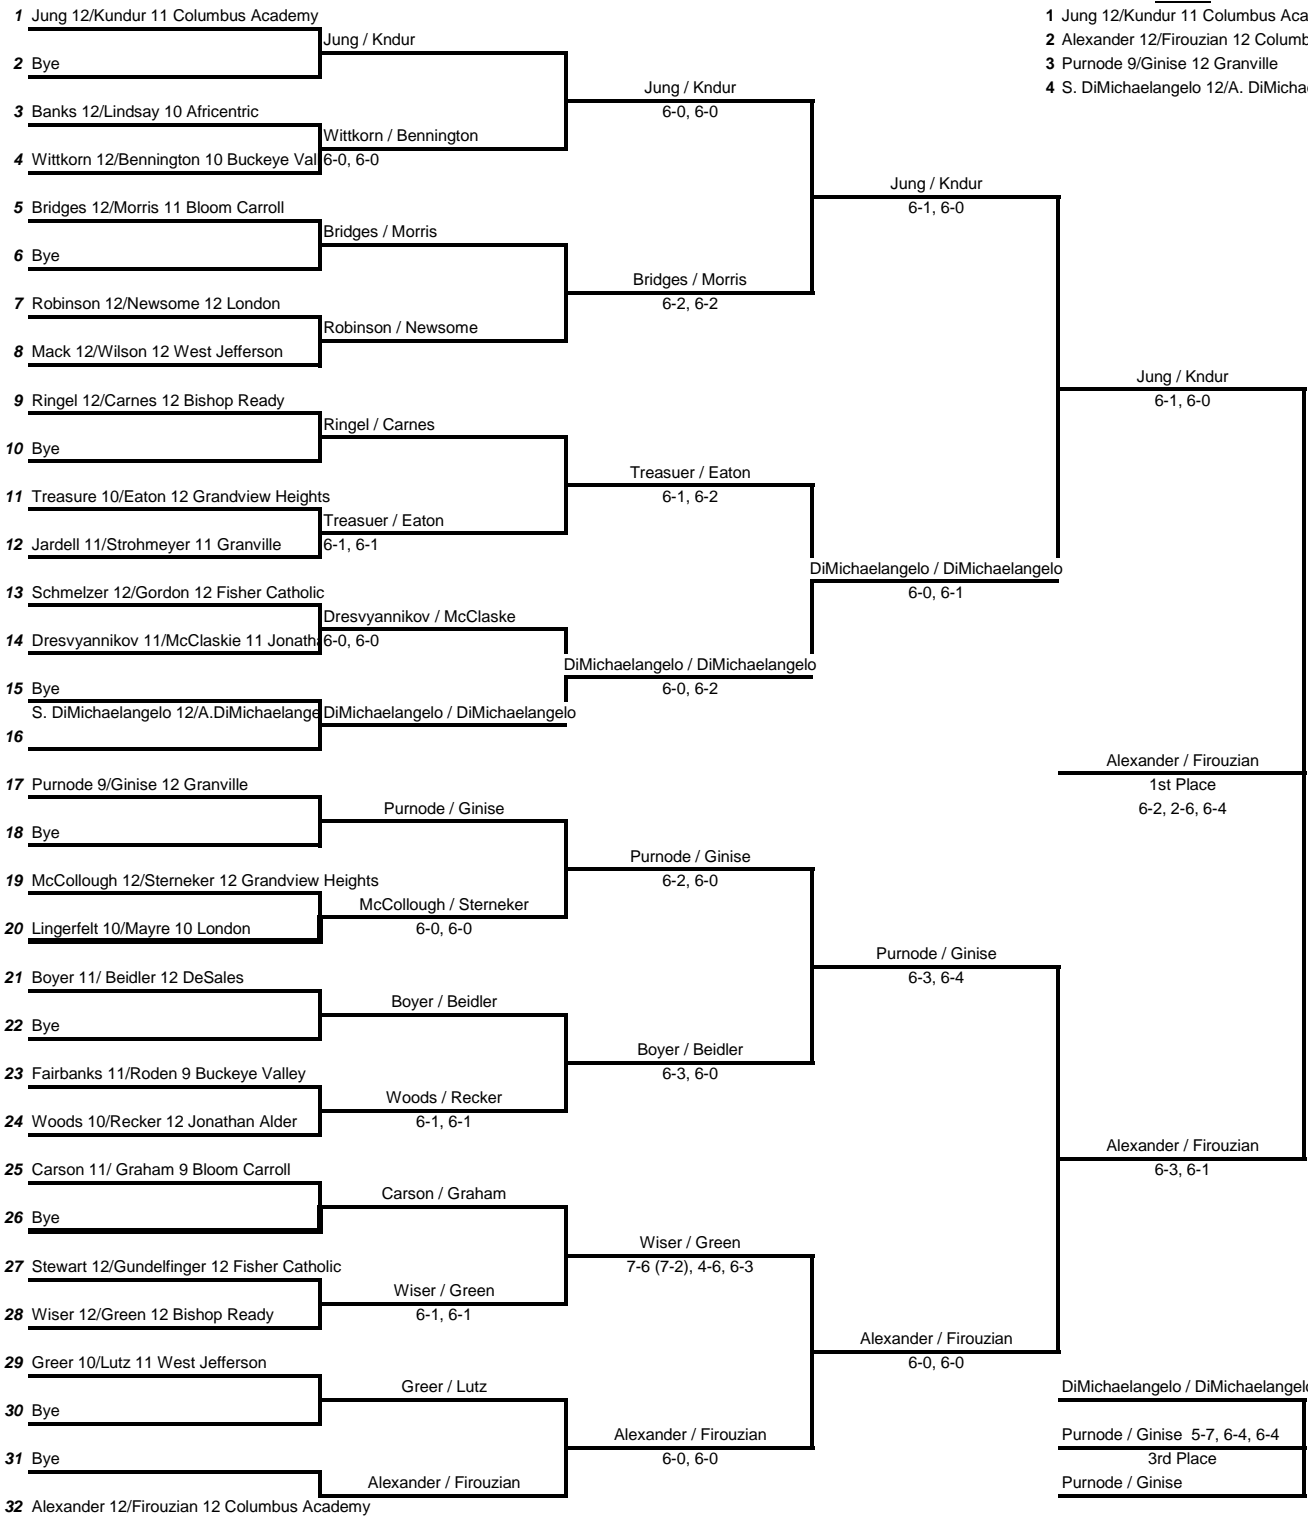 1 Jung 12/Kundur 11 Columbus Academy
2 Bye
3 Banks 12/Lindsay 10 Africentric
4 Wittkorn 12/Bennington 10 Buckeye Val
5 Bridges 12/Morris 11 Bloom Carroll
6 Bye
7 Robinson 12/Newsome 12 London
8 Mack 12/Wilson 12 West Jefferson
9 Ringel 12/Carnes 12 Bishop Ready
10 Bye
11 Treasure 10/Eaton 12 Grandview Heights
12 Jardell 11/Strohmeyer 11 Granville
13 Schmelzer 12/Gordon 12 Fisher Catholic
14 Dresvyannikov 11/McClaskie 11 Jonath
15 Bye
S. DiMichaelangelo 12/A.DiMichaelange
16
17 Purnode 9/Ginise 12 Granville
18 Bye
19 McCollough 12/Sterneker 12 Grandview Heights
20 Lingerfelt 10/Mayre 10 London
21 Boyer 11/ Beidler 12 DeSales
22 Bye
23 Fairbanks 11/Roden 9 Buckeye Valley
24 Woods 10/Recker 12 Jonathan Alder
25 Carson 11/ Graham 9 Bloom Carroll
26 Bye
27 Stewart 12/Gundelfinger 12 Fisher Catholic
28 Wiser 12/Green 12 Bishop Ready
29 Greer 10/Lutz 11 West Jefferson
30 Bye
31 Bye
32 Alexander 12/Firouzian 12 Columbus Academy
Jung / Kndur
Wittkorn / Bennington
6-0, 6-0
Bridges / Morris
Robinson / Newsome
Ringel / Carnes
Treasuer / Eaton
6-1, 6-1
Dresvyannikov / McClaske
6-0, 6-0
DiMichaelangelo / DiMichaelangelo
Purnode / Ginise
McCollough / Sterneker
6-0, 6-0
Boyer / Beidler
Woods / Recker
6-1, 6-1
Carson / Graham
Wiser / Green
6-1, 6-1
Greer / Lutz
Alexander / Firouzian
Jung / Kndur
6-0, 6-0
Bridges / Morris
6-2, 6-2
Treasuer / Eaton
6-1, 6-2
DiMichaelangelo / DiMichaelangelo
6-0, 6-2
Purnode / Ginise
6-2, 6-0
Boyer / Beidler
6-3, 6-0
Wiser / Green
7-6 (7-2), 4-6, 6-3
Alexander / Firouzian
6-0, 6-0
Jung / Kndur
6-1, 6-0
DiMichaelangelo / DiMichaelangelo
6-0, 6-1
Purnode / Ginise
6-3, 6-4
Alexander / Firouzian
6-0, 6-0
1 Jung 12/Kundur 11 Columbus Aca
2 Alexander 12/Firouzian 12 Columb
3 Purnode 9/Ginise 12 Granville
4 S. DiMichaelangelo 12/A. DiMicha
Jung / Kndur
6-1, 6-0
Alexander / Firouzian
1st Place
6-2, 2-6, 6-4
Alexander / Firouzian
6-3, 6-1
DiMichaelangelo / DiMichaelangel
Purnode / Ginise 5-7, 6-4, 6-4
3rd Place
Purnode / Ginise